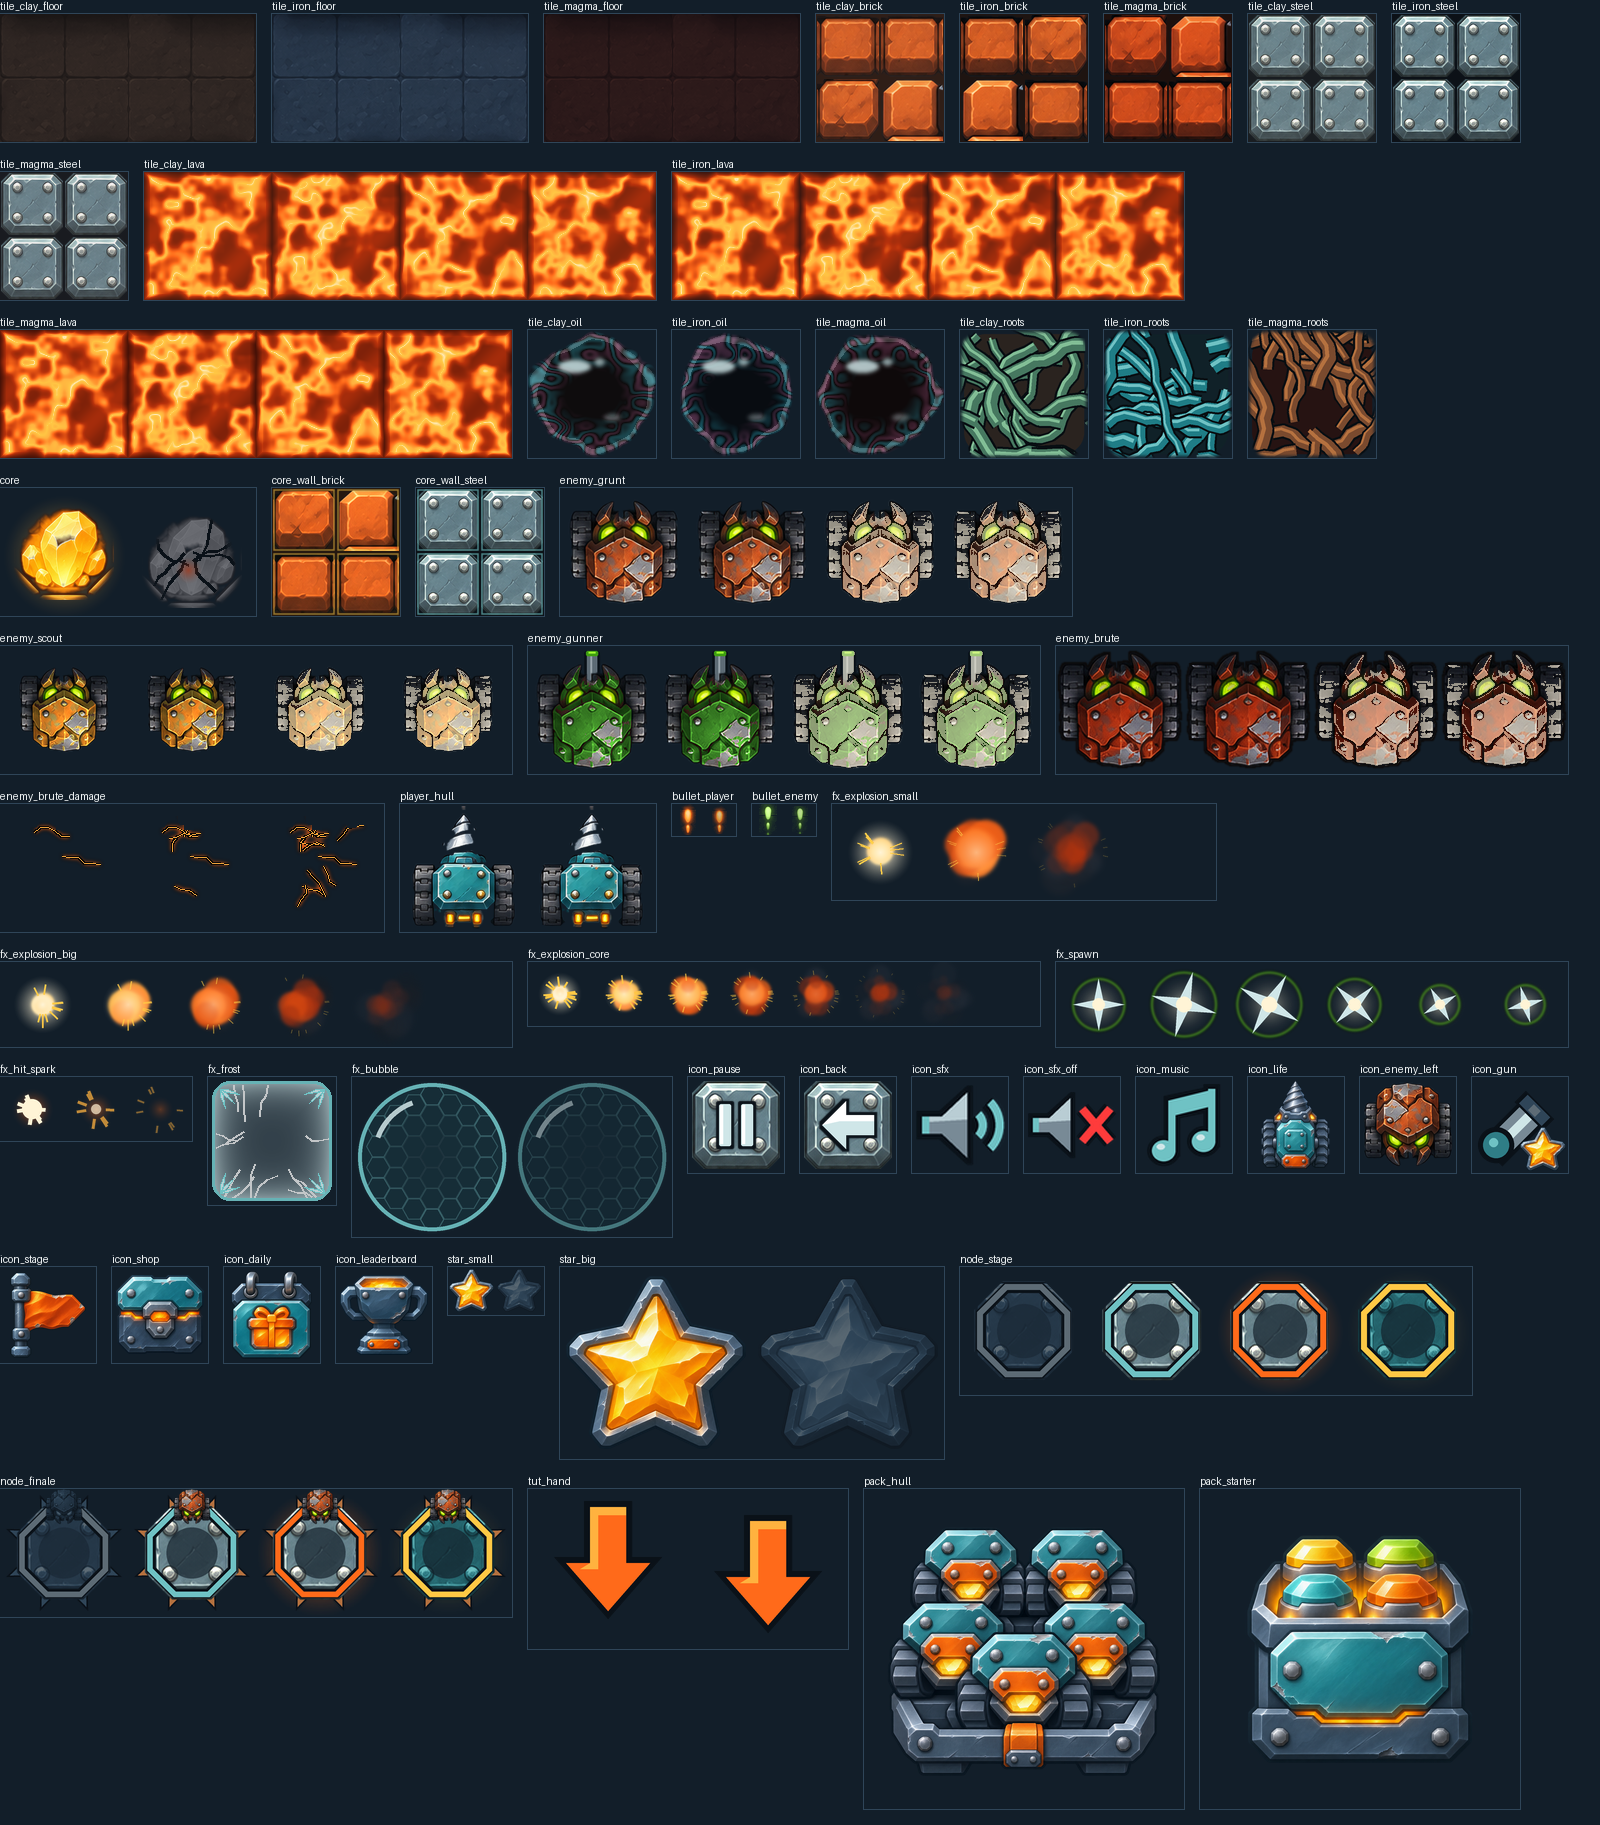 tile_clay_floor
tile_iron_floor
tile_magma_floor
tile_clay_brick
tile_iron_brick
tile_magma_brick
tile_clay_steel
tile_iron_steel
tile_magma_steel
tile_clay_lava
tile_iron_lava
tile_magma_lava
tile_clay_oil
tile_iron_oil
tile_magma_oil
tile_clay_roots
tile_iron_roots
tile_magma_roots
core
core_wall_brick
core_wall_steel
enemy_grunt
enemy_scout
enemy_gunner
enemy_brute
enemy_brute_damage
player_hull
bullet_player
bullet_enemy
fx_explosion_small
fx_explosion_big
fx_explosion_core
fx_spawn
fx_hit_spark
fx_frost
fx_bubble
icon_pause
icon_back
icon_sfx
icon_sfx_off
icon_music
icon_life
icon_enemy_left
icon_gun
icon_stage
icon_shop
icon_daily
icon_leaderboard
star_small
star_big
node_stage
node_finale
tut_hand
pack_hull
pack_starter